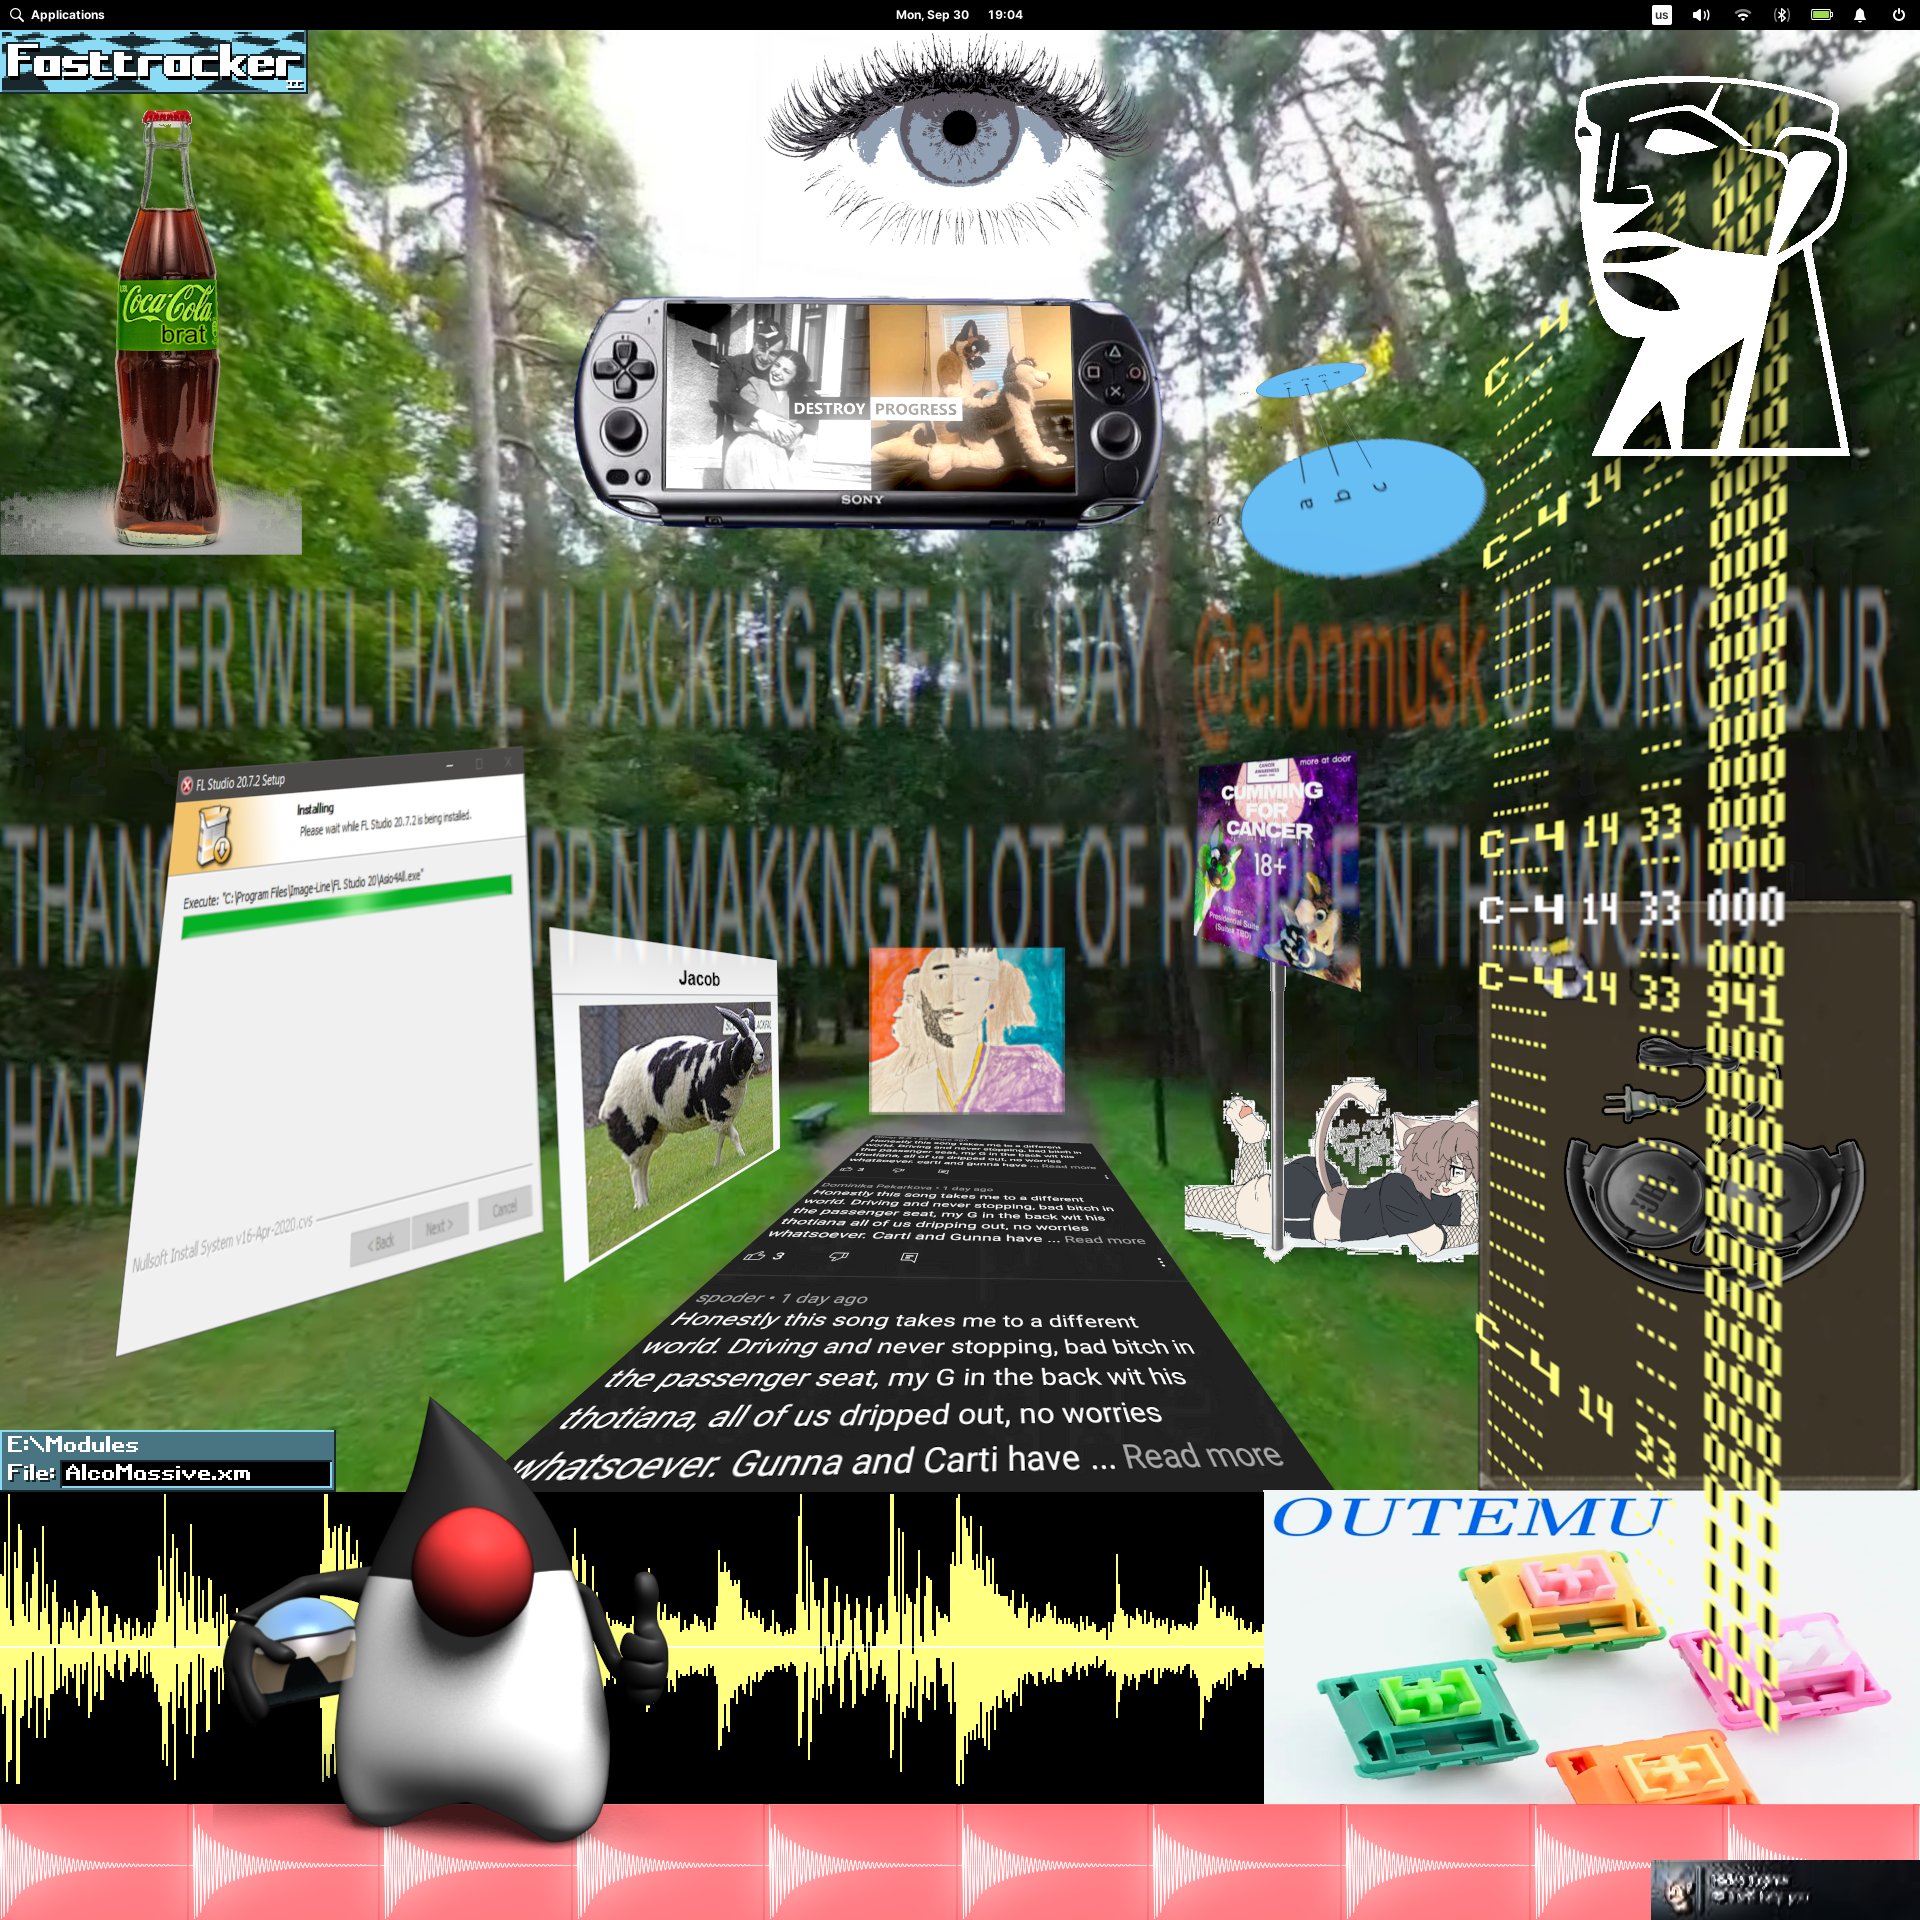 Applications
Mon, Sep 30 19:04
us
Fasttracker
II
Coca-Cola
brat
DESTROY PROGRESS
SONY
a b c
C-4
C-4 14
33
TWITTER WILL HAVE U JACKING OFF ALL DAY @elonmusk U DOING YOUR
THANG
KEEP
N MAKING A LOT OF PEOPLE N THIS WORLD
HAPP
FL Studio 20.7.2 Setup
Installing
Please wait while FL Studio 20.7.2 is being installed.
Execute: "C:\Program Files\Image-Line\FL Studio 20\Asio4All.exe"
Nullsoft Install System v16-Apr-2020.cvs
< Back
Next >
Cancel
Jacob
CANCER
AWARENESS
more at door
CUMMING
FOR
CANCER
18+
Where:
Presidential Suite
(Suite# TBD)
C-4 14 33 000
C-4 14 33 000
C-4 14 33 941
C-4 14 33
JBL
Honestly this song takes me to a different
world. Driving and never stopping, bad bitch in
the passenger seat, my G in the back wit his
thotiana, all of us dripped out, no worries
whatsoever. carti and gunna have ... Read more
3
Dominika Pekarkova • 1 day ago
Honestly this song takes me to a different
world. Driving and never stopping, bad bitch in
the passenger seat, my G in the back wit his
thotiana all of us dripping out, no worries
whatsoever. Carti and Gunna have ... Read more
3
spoder • 1 day ago
Honestly this song takes me to a different
world. Driving and never stopping, bad bitch in
the passenger seat, my G in the back wit his
thotiana, all of us dripped out, no worries
whatsoever. Gunna and Carti have ... Read more
E:\Modules
File: AlcoMassive.xm
OUTEMU